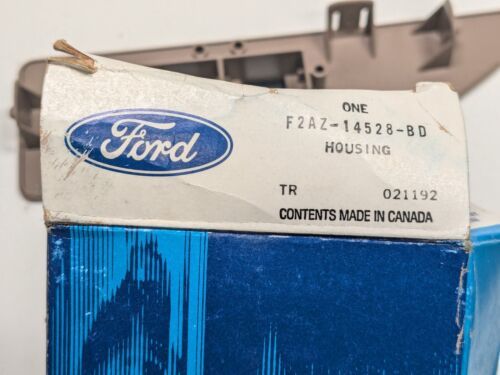 ONE
F2AZ-14528-BD
HOUSING
Ford
TR 021192
CONTENTS MADE IN CANADA